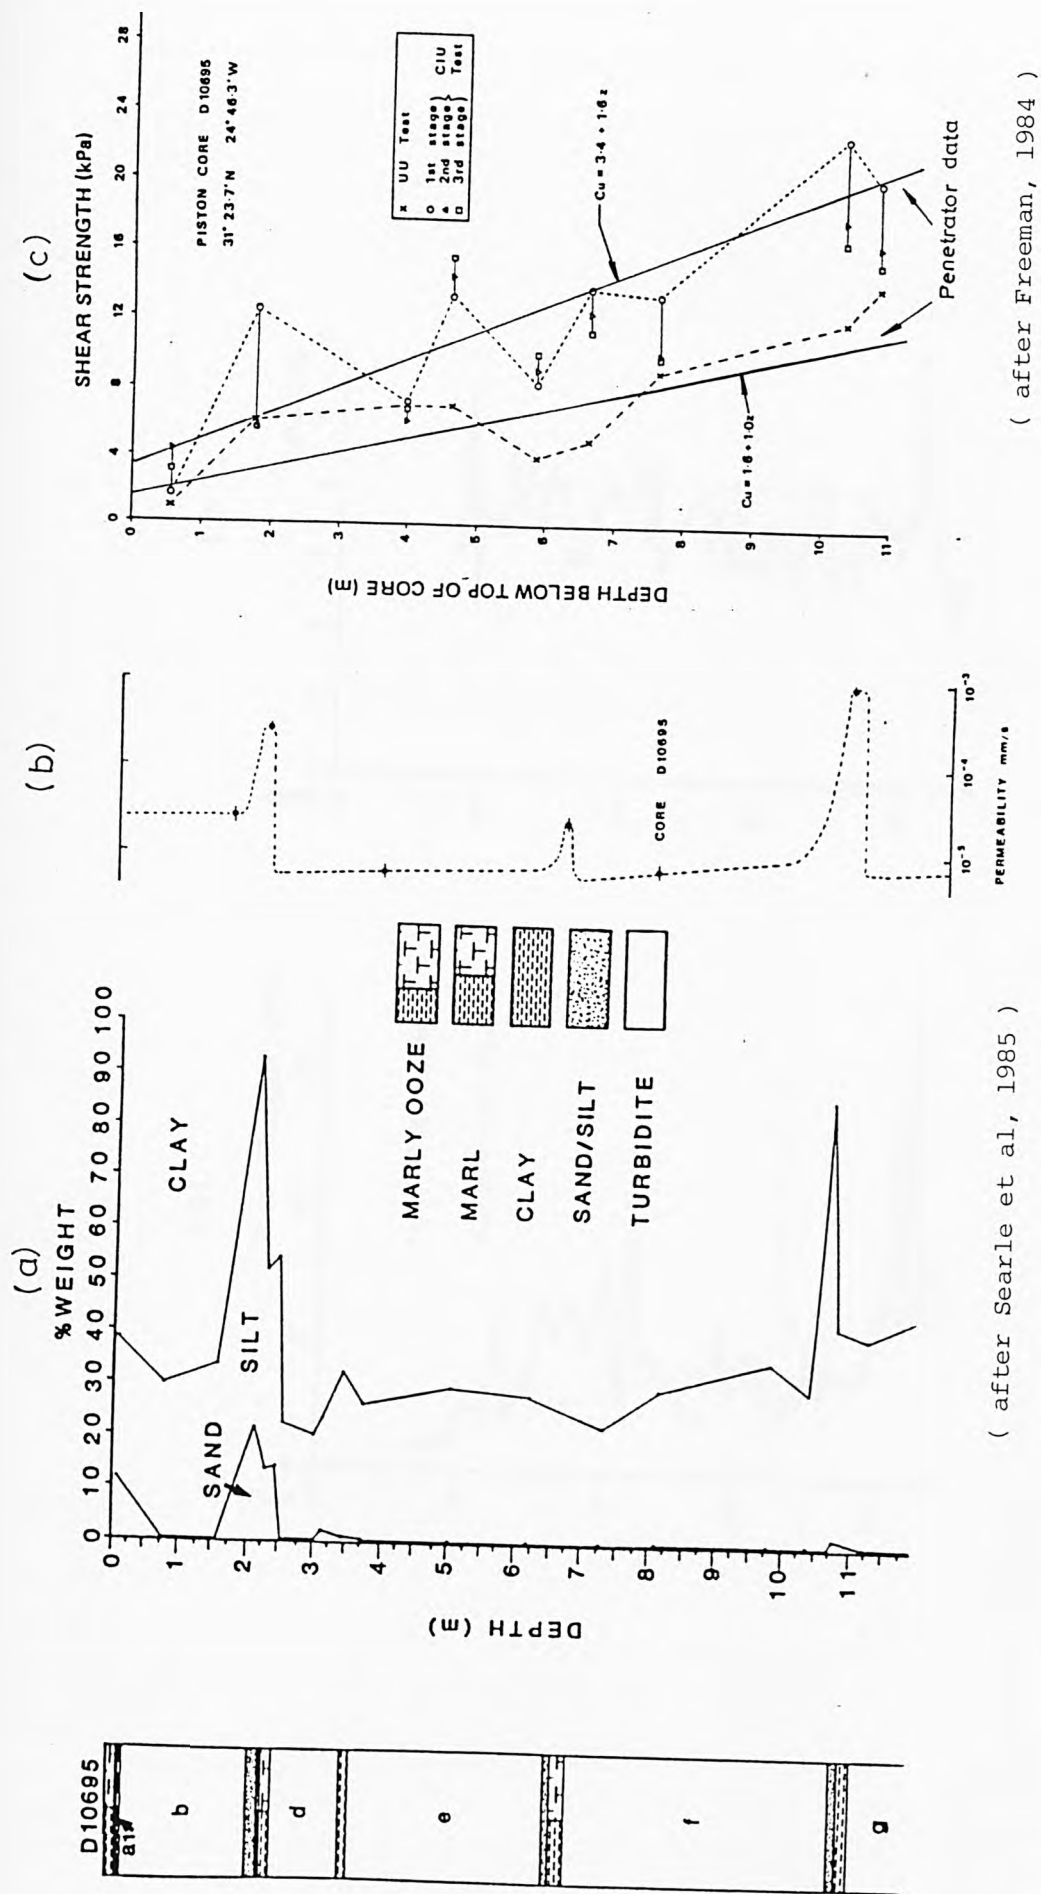 D10695
a1
b
d
e
f
g
(a)
%WEIGHT
0 10 20 30 40 50 60 70 80 90 100
CLAY
SILT
SAND
0 1 2 3 4 5 6 7 8 9 10 11
DEPTH (m)
MARLY OOZE
MARL
CLAY
SAND/SILT
TURBIDITE
( after Searle et al, 1985 )
(b)
CORE D10695
10⁻⁵ 10⁻⁴ 10⁻³
PERMEABILITY mm/s
(c)
SHEAR STRENGTH (kPa)
0 4 8 12 16 20 24 28
PISTON CORE D10695
31° 23·7'N 24° 46·3'W
x UU Test
o 1st stage
▲ 2nd stage
□ 3rd stage
CIU Test
Cu = 3·4 + 1·6z
Cu = 1·6 + 1·0z
0 1 2 3 4 5 6 7 8 9 10 11
DEPTH BELOW TOP OF CORE (m)
Penetrator data
( after Freeman, 1984 )